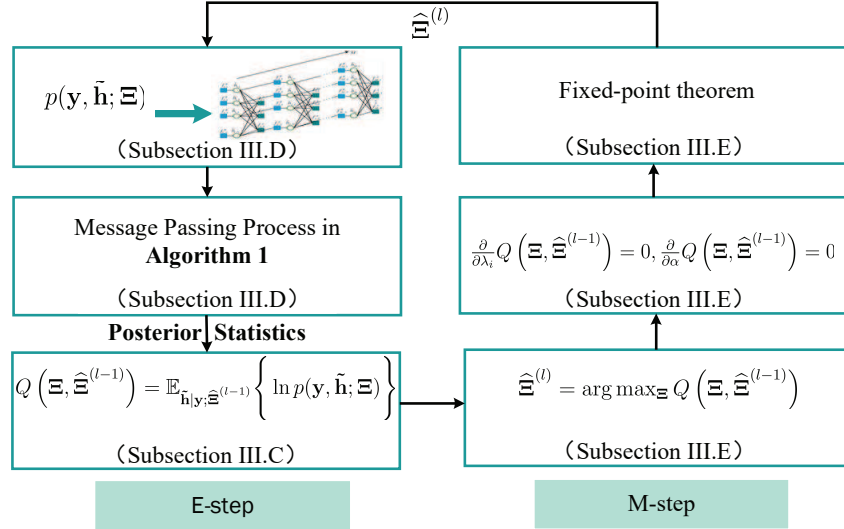 Ξ̂^{(l)}
p(y, h̃; Ξ)
(Subsection III.D)
Message Passing Process in
Algorithm 1
(Subsection III.D)
Posterior Statistics
Q(Ξ, Ξ̂^{(l-1)}) = 𝔼_{h̃|y;Ξ̂^{(l-1)}}{ln p(y, h̃; Ξ)}
(Subsection III.C)
E-step
Fixed-point theorem
(Subsection III.E)
∂/∂λ_i Q(Ξ, Ξ̂^{(l-1)}) = 0, ∂/∂α Q(Ξ, Ξ̂^{(l-1)}) = 0
(Subsection III.E)
Ξ̂^{(l)} = arg max_Ξ Q(Ξ, Ξ̂^{(l-1)})
(Subsection III.E)
M-step